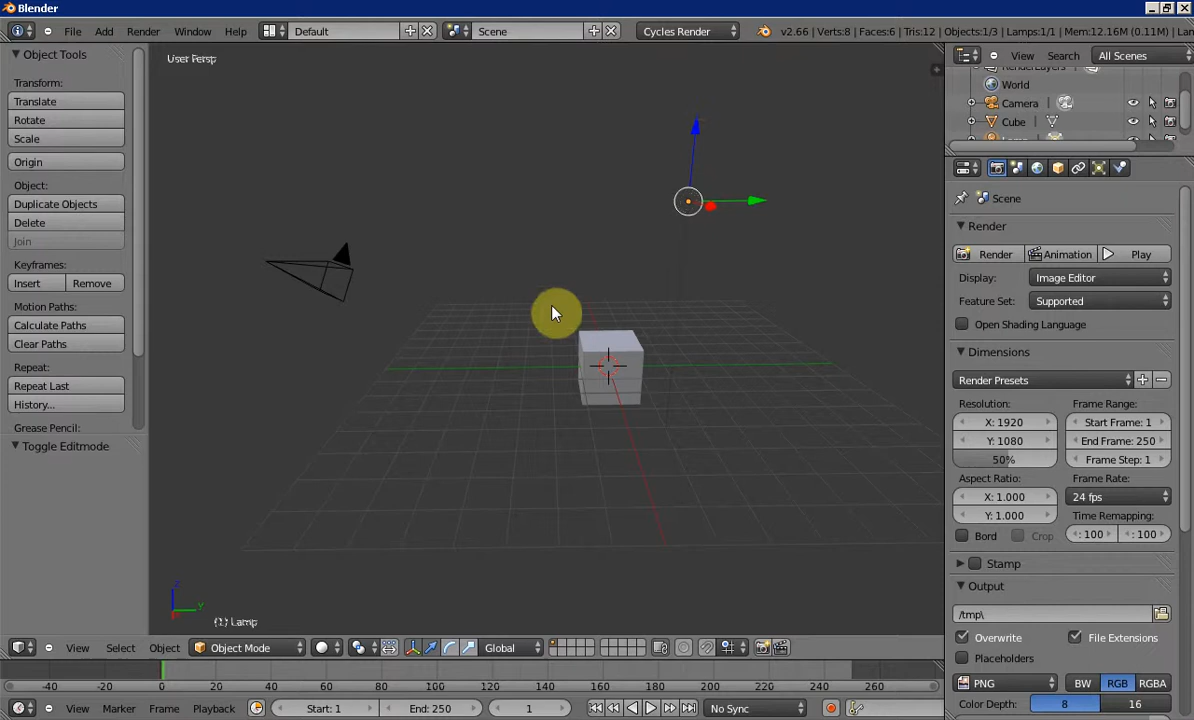 Blender
File Add Render Window Help Default Scene Cycles Render v2.66 | Verts:8 | Faces:6 | Tris:12 | Objects:1/3 | Lamps:1/1 | Mem:12.16M (0.11M) |
Object Tools
Transform:
Translate
Rotate
Scale
Origin
Object:
Duplicate Objects
Delete
Join
Keyframes:
Insert Remove
Motion Paths:
Calculate Paths
Clear Paths
Repeat:
Repeat Last
History...
Grease Pencil:
Toggle Editmode
User Persp
z
y
(1) Lamp
View Search All Scenes
RenderLayers
World
Camera
Cube
Scene
Render
Render Animation Play
Display: Image Editor
Feature Set: Supported
Open Shading Language
Dimensions
Render Presets
Resolution: Frame Range:
X: 1920 Start Frame: 1
Y: 1080 End Frame: 250
50% Frame Step: 1
Aspect Ratio: Frame Rate:
X: 1.000 24 fps
Y: 1.000 Time Remapping:
Bord Crop : 100 : 100
Stamp
Output
/tmp\
Overwrite File Extensions
Placeholders
PNG BW RGB RGBA
Color Depth: 8 16
View Select Object Object Mode Global
-40 -20 0 20 40 60 80 100 120 140 160 180 200 220 240 260
View Marker Frame Playback Start: 1 End: 250 1 No Sync